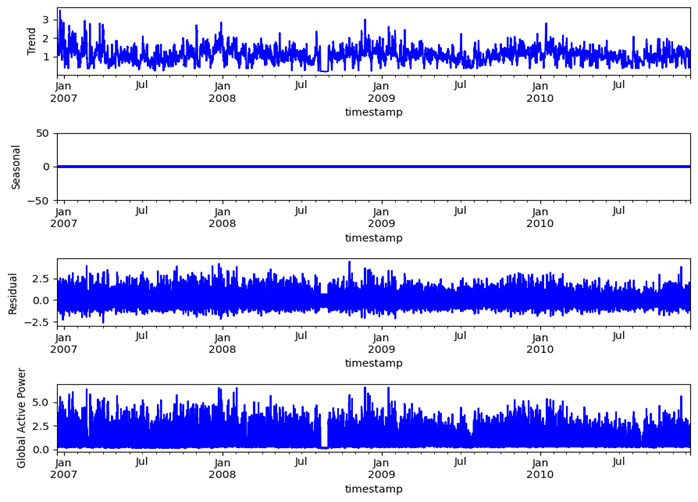 Trend
3
2
1
Jan Jul Jan Jul Jan Jul Jan Jul
2007 2008 2009 2010
timestamp
Seasonal
50
0
−50
Jan Jul Jan Jul Jan Jul Jan Jul
2007 2008 2009 2010
timestamp
Residual
2.5
0.0
−2.5
Jan Jul Jan Jul Jan Jul Jan Jul
2007 2008 2009 2010
timestamp
Global Active Power
5.0
2.5
0.0
Jan Jul Jan Jul Jan Jul Jan Jul
2007 2008 2009 2010
timestamp